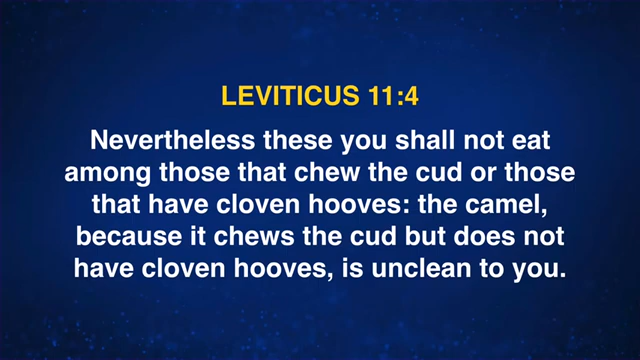 LEVITICUS 11:4
Nevertheless these you shall not eat
among those that chew the cud or those
that have cloven hooves: the camel,
because it chews the cud but does not
have cloven hooves, is unclean to you.